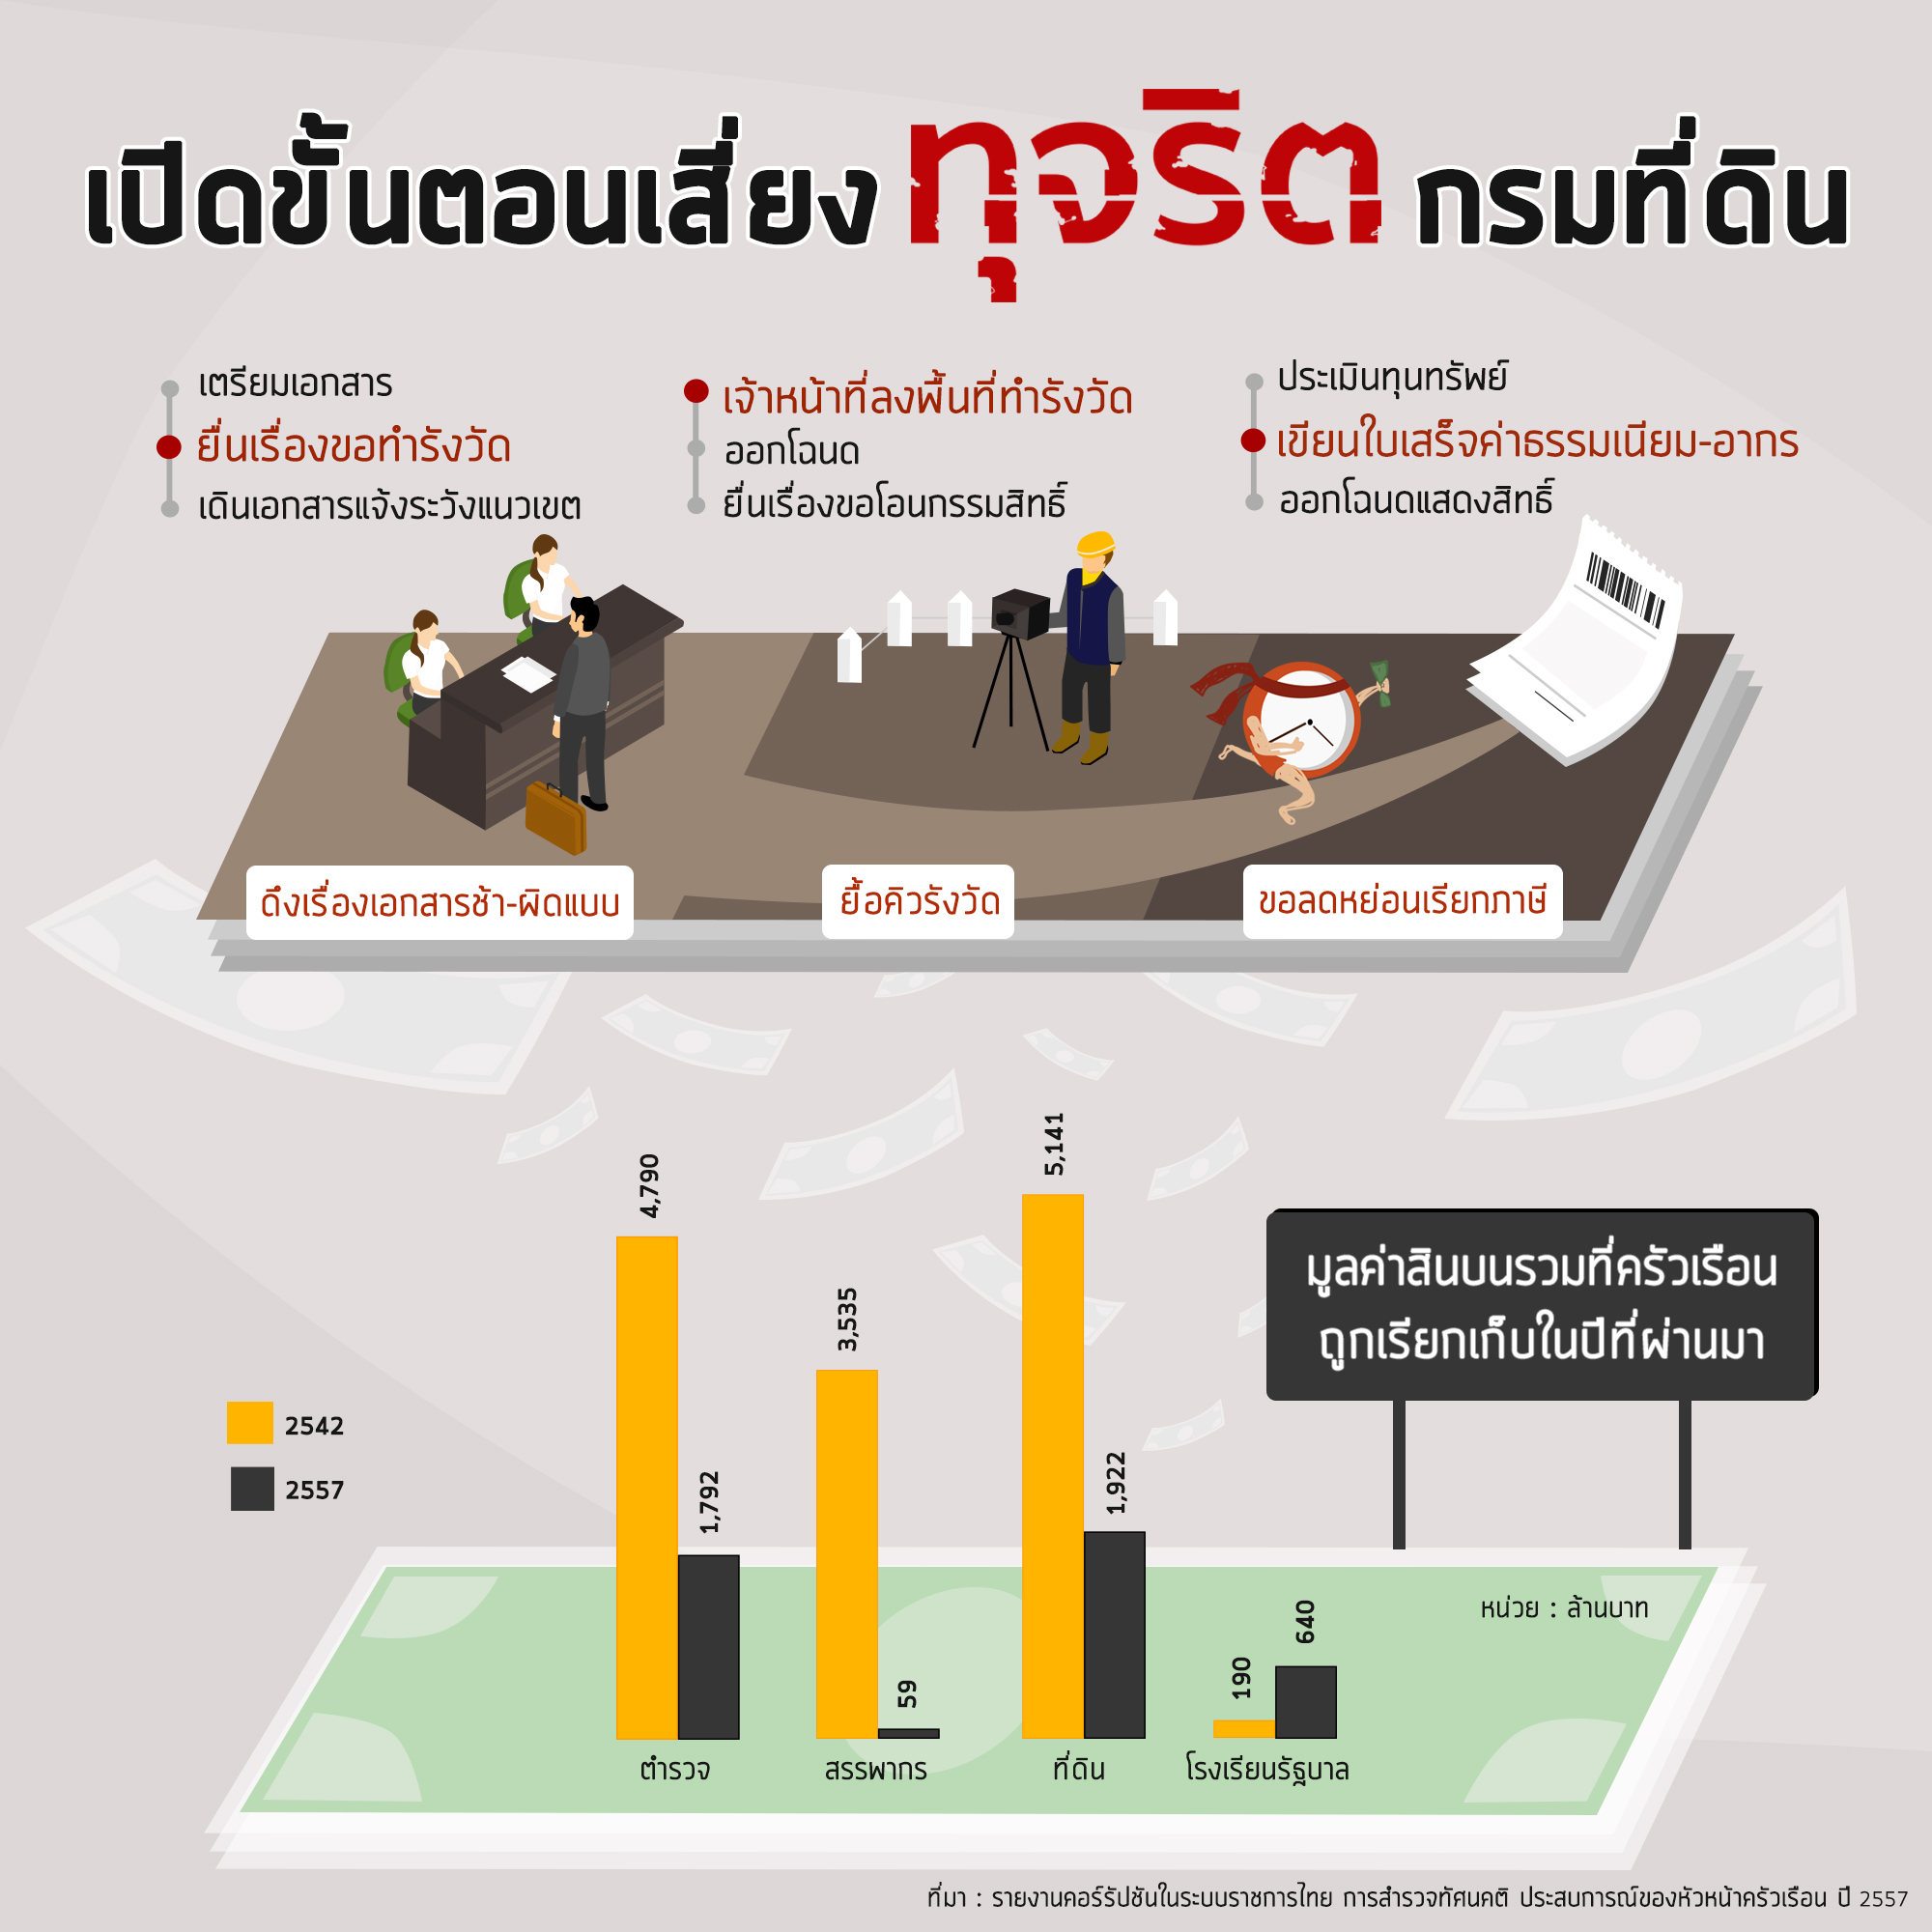 เปิดขั้นตอนเสี่ยง ทุจริต กรมที่ดิน
เตรียมเอกสาร
ยื่นเรื่องขอทำรังวัด
เดินเอกสารแจ้งระวังแนวเขต
เจ้าหน้าที่ลงพื้นที่ทำรังวัด
ออกโฉนด
ยื่นเรื่องขอโอนกรรมสิทธิ์
ประเมินทุนทรัพย์
เขียนใบเสร็จค่าธรรมเนียม-อากร
ออกโฉนดแสดงสิทธิ์
ดึงเรื่องเอกสารช้า-ผิดแบบ
ยื้อคิวรังวัด
ขอลดหย่อนเรียกภาษี
มูลค่าสินบนรวมที่ครัวเรือน
ถูกเรียกเก็บในปีที่ผ่านมา
2542
2557
4,790
1,792
3,535
59
5,141
1,922
190
640
หน่วย : ล้านบาท
ตำรวจ
สรรพากร
ที่ดิน
โรงเรียนรัฐบาล
ที่มา : รายงานคอร์รัปชันในระบบราชการไทย การสำรวจทัศนคติ ประสบการณ์ของหัวหน้าครัวเรือน ปี 2557